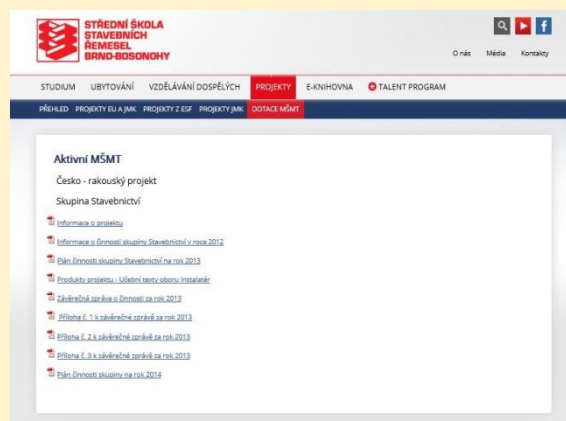 STŘEDNÍ ŠKOLA
STAVEBNÍCH
ŘEMESEL
BRNO-BOSONOHY
O nás Média Kontakty
STUDIUM UBYTOVÁNÍ VZDĚLÁVÁNÍ DOSPĚLÝCH PROJEKTY E-KNIHOVNA TALENT PROGRAM
PŘEHLED PROJEKTY EU A JMK PROJEKTY Z ESF PROJEKTY JMK DOTACE MŠMT
Aktivní MŠMT
Česko - rakouský projekt
Skupina Stavebnictví
Informace o projektu
Informace o činnosti skupiny Stavebnictví v roce 2012
Plán činnosti skupiny Stavebnictví na rok 2013
Produkty projektu - Učební texty oboru Instalatér
Závěrečná zpráva o činnosti za rok 2013
Příloha č. 1 k závěrečné zprávě za rok 2013
Příloha č. 2 k závěrečné zprávě za rok 2013
Příloha č. 3 k závěrečné zprávě za rok 2013
Plán činnosti skupiny na rok 2014